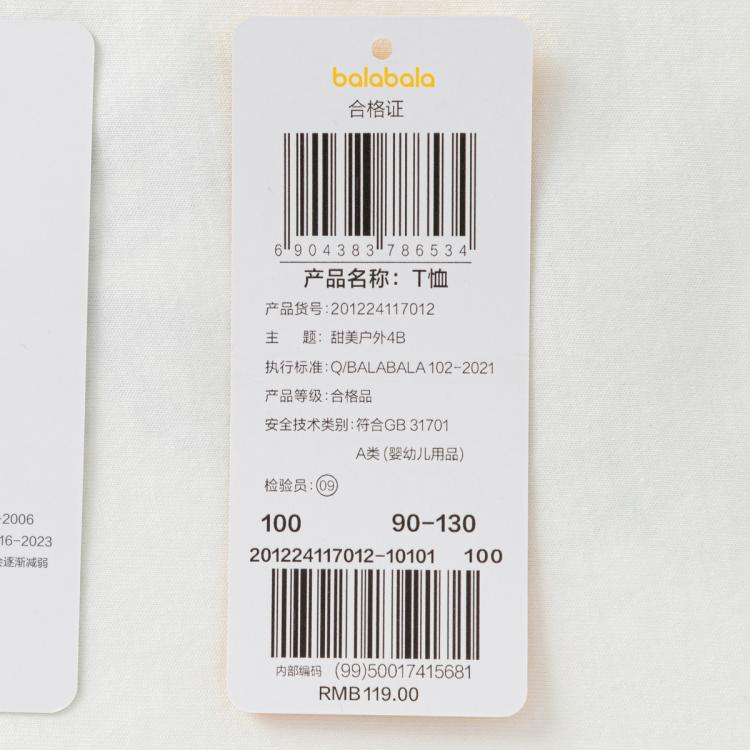 balabala
合格证
6 904383 786534
产品名称：T恤
产品货号:201224117012
主 题：甜美户外4B
执行标准:Q/BALABALA 102-2021
产品等级:合格品
安全技术类别:符合GB 31701
A类 (婴幼儿用品)
检验员:09
100 90-130
201224117012-10101 100
内部编码 (99)50017415681
RMB119.00
-2006
16-2023
逐渐减弱